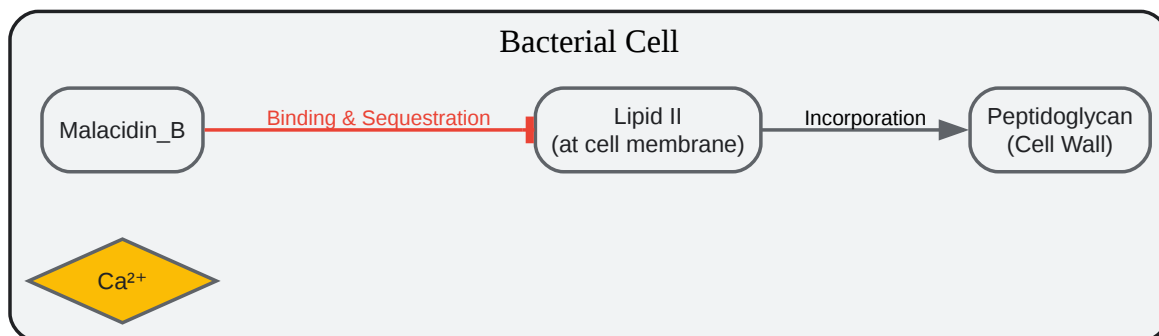 Bacterial Cell
Malacidin_B
Binding & Sequestration
Lipid II
(at cell membrane)
Incorporation
Peptidoglycan
(Cell Wall)
Ca²⁺